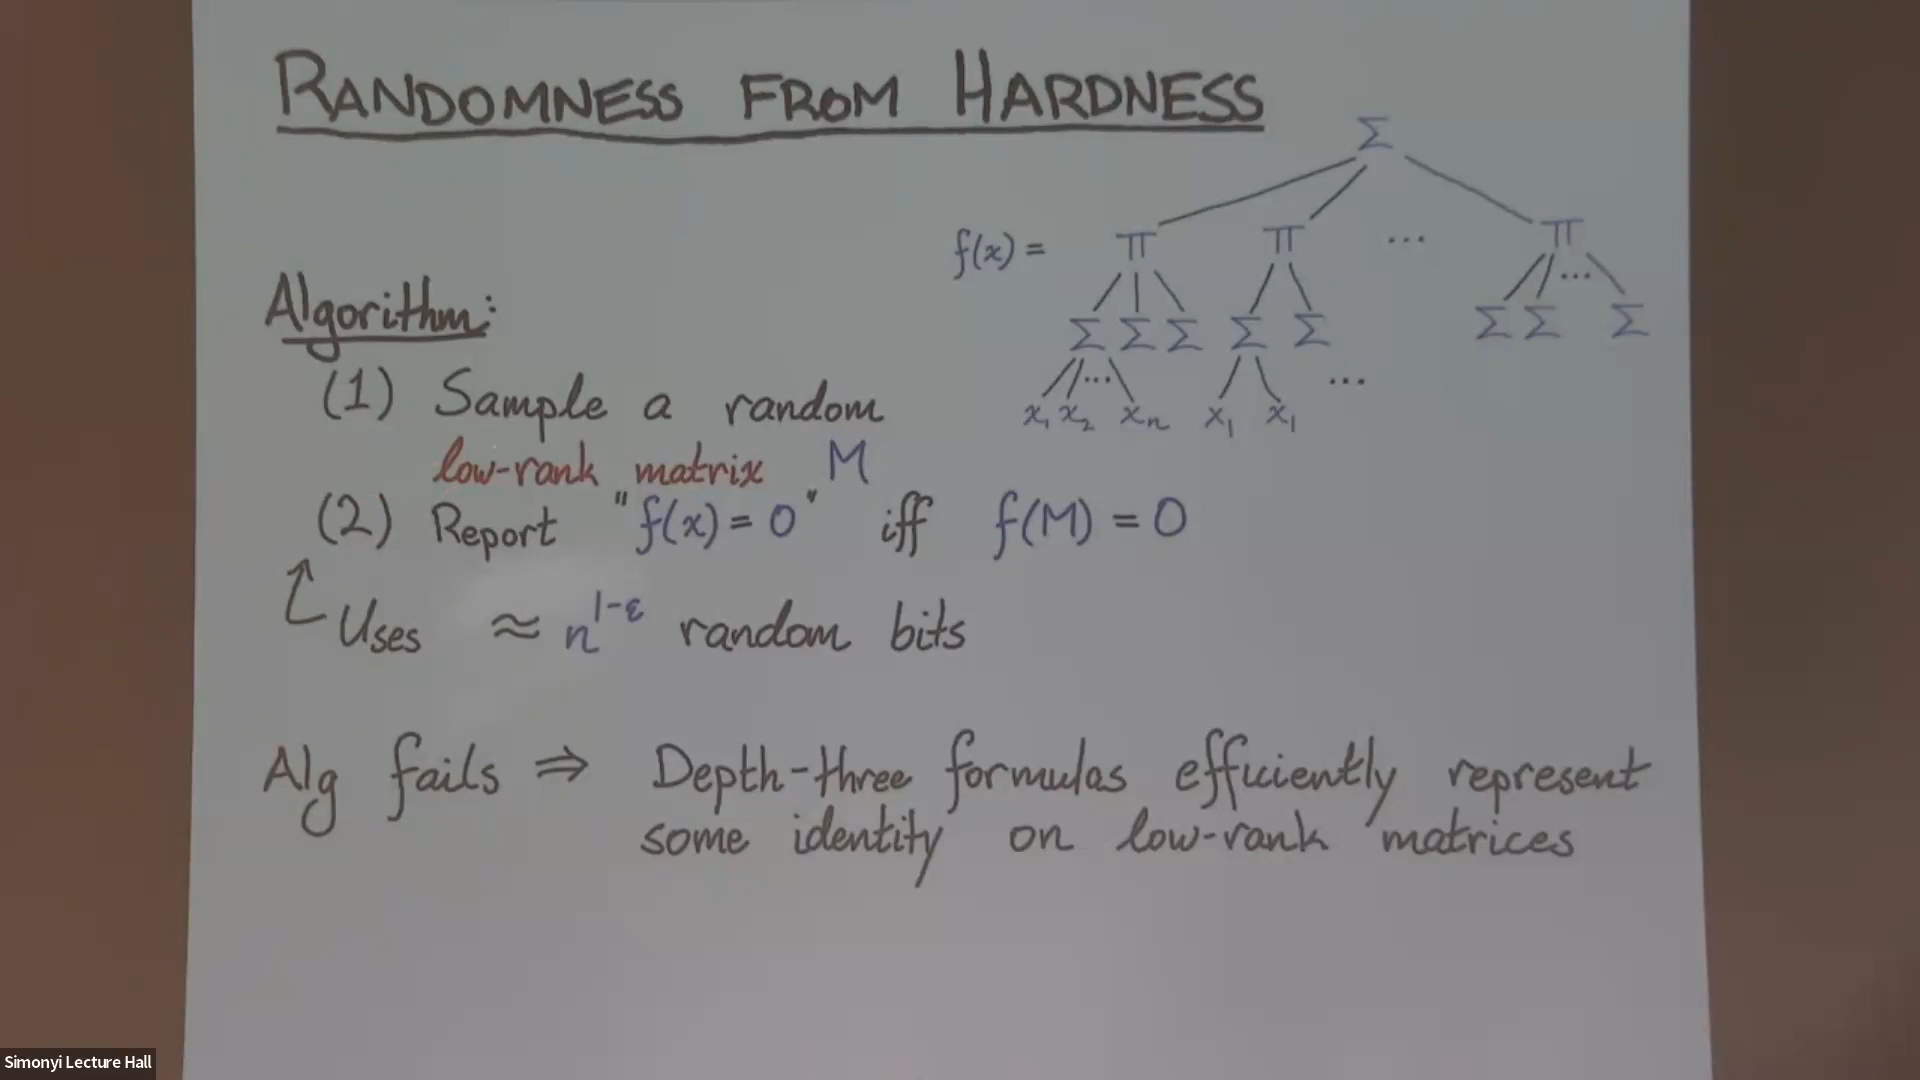 RANDOMNESS FROM HARDNESS
Σ
f(x) = Π Π ... Π
Σ Σ Σ Σ Σ Σ Σ ... Σ
x₁ x₂ ... xₙ x₁ x₁ ...
Algorithm:
(1) Sample a random
low-rank matrix M
(2) Report "f(x) = 0" iff f(M) = 0
Uses ≈ n^{1-ε} random bits
Alg fails ⇒ Depth-three formulas efficiently represent
some identity on low-rank matrices
Simonyi Lecture Hall